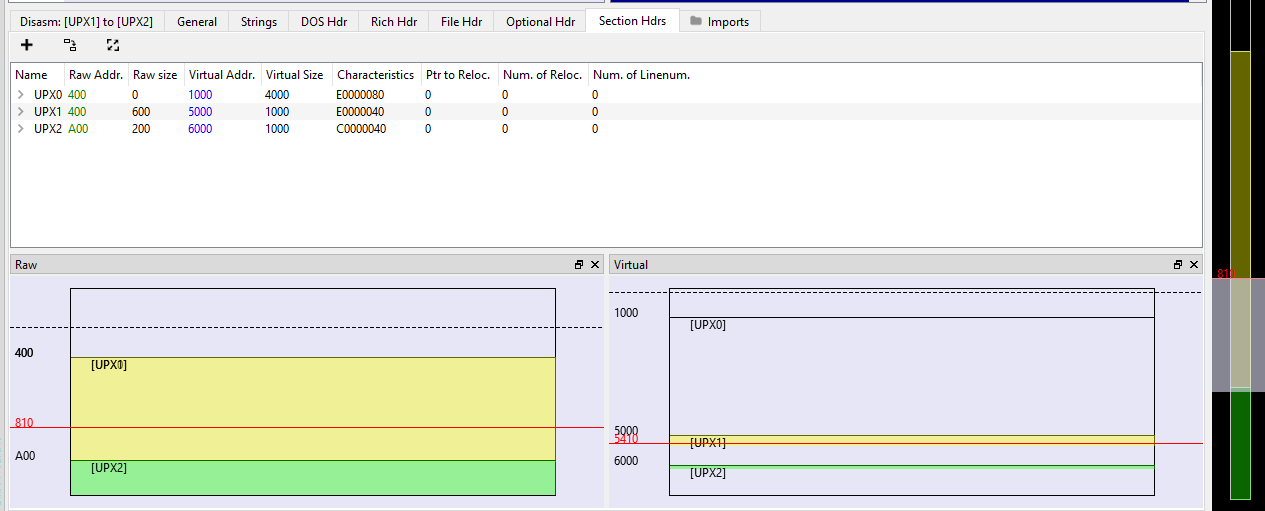 Disasm: [UPX1] to [UPX2] General Strings DOS Hdr Rich Hdr File Hdr Optional Hdr Section Hdrs Imports
Name Raw Addr. Raw size Virtual Addr. Virtual Size Characteristics Ptr to Reloc. Num. of Reloc. Num. of Linenum.
UPX0 400 0 1000 4000 E0000080 0 0 0
UPX1 400 600 5000 1000 E0000040 0 0 0
UPX2 A00 200 6000 1000 C0000040 0 0 0
Raw
400
810
A00
[UPX2]
Virtual
1000
[UPX0]
5000
5410
[UPX1]
6000
[UPX2]
810